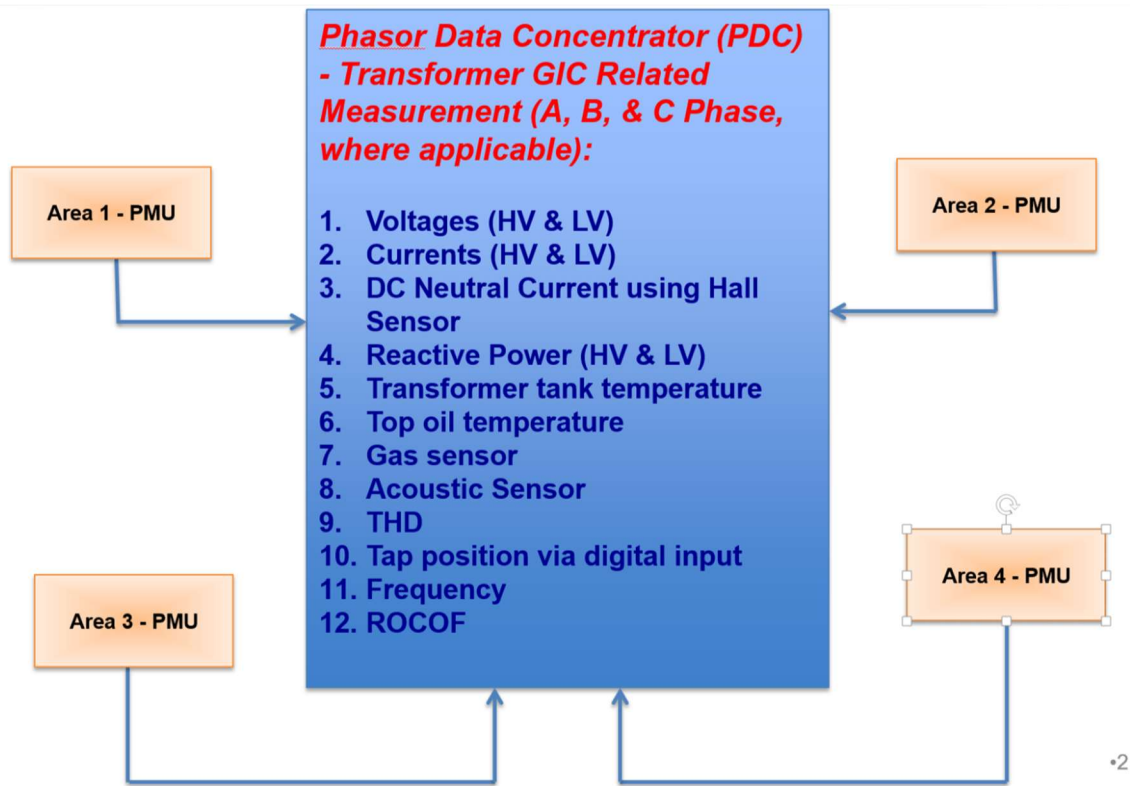 Phasor Data Concentrator (PDC)
- Transformer GIC Related
Measurement (A, B, & C Phase,
where applicable):
1. Voltages (HV & LV)
2. Currents (HV & LV)
3. DC Neutral Current using Hall
Sensor
4. Reactive Power (HV & LV)
5. Transformer tank temperature
6. Top oil temperature
7. Gas sensor
8. Acoustic Sensor
9. THD
10. Tap position via digital input
11. Frequency
12. ROCOF
Area 1 - PMU
Area 2 - PMU
Area 3 - PMU
Area 4 - PMU
•2